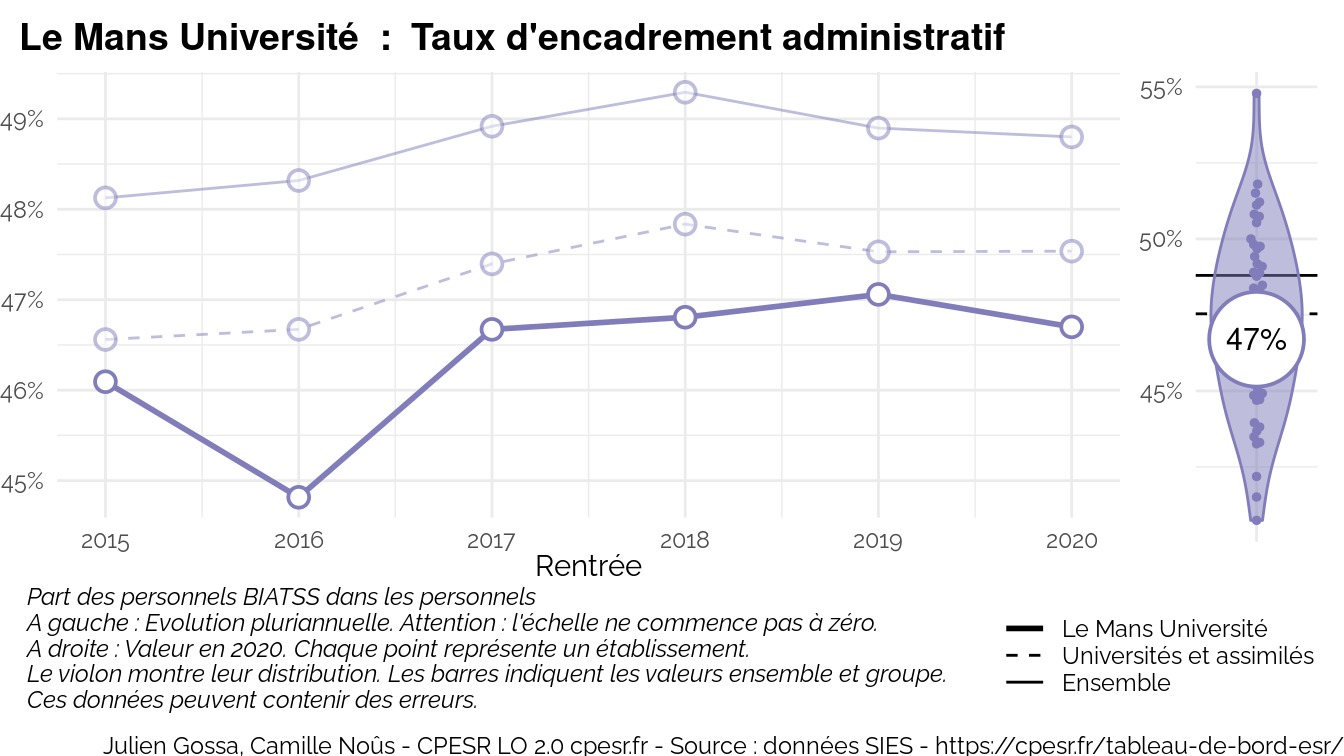 Le Mans Université : Taux d'encadrement administratif
49%
48%
47%
46%
45%
2015 2016 2017 2018 2019 2020
Rentrée
55%
50%
45%
47%
Part des personnels BIATSS dans les personnels
A gauche : Evolution pluriannuelle. Attention : l'échelle ne commence pas à zéro.
A droite : Valeur en 2020. Chaque point représente un établissement.
Le violon montre leur distribution. Les barres indiquent les valeurs ensemble et groupe.
Ces données peuvent contenir des erreurs.
Le Mans Université
Universités et assimilés
Ensemble
Julien Gossa, Camille Noûs - CPESR LO 2.0 cpesr.fr - Source : données SIES - https://cpesr.fr/tableau-de-bord-esr/